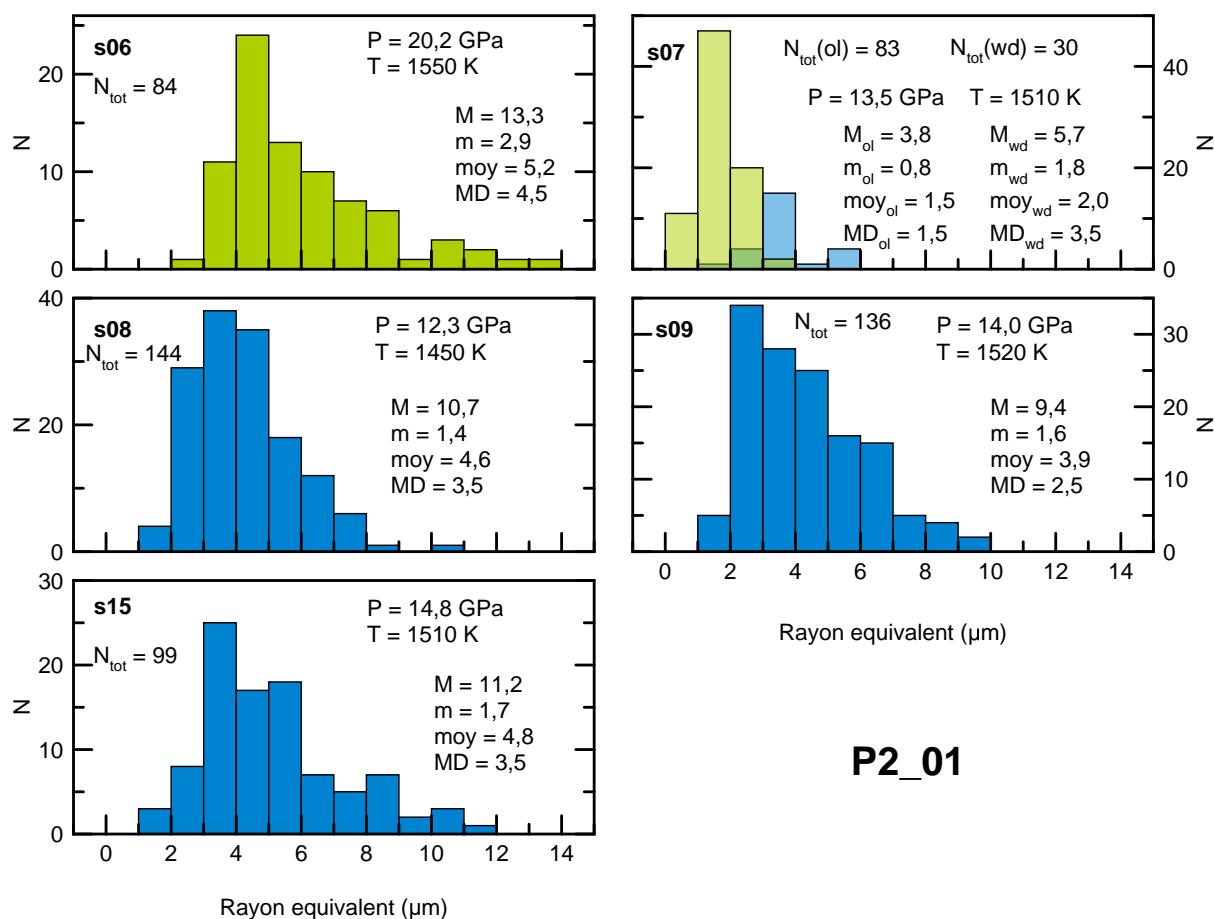 s06
P = 20,2 GPa
T = 1550 K
N_tot = 84
M = 13,3
m = 2,9
moy = 5,2
MD = 4,5
N
20
10
0
s07
N_tot(ol) = 83 N_tot(wd) = 30
P = 13,5 GPa T = 1510 K
M_ol = 3,8 M_wd = 5,7
m_ol = 0,8 m_wd = 1,8
moy_ol = 1,5 moy_wd = 2,0
MD_ol = 1,5 MD_wd = 3,5
40
20
0
N
s08
N_tot = 144
P = 12,3 GPa
T = 1450 K
M = 10,7
m = 1,4
moy = 4,6
MD = 3,5
N
40
20
0
s09
N_tot = 136
P = 14,0 GPa
T = 1520 K
M = 9,4
m = 1,6
moy = 3,9
MD = 2,5
30
20
10
0
N
0 2 4 6 8 10 12 14
Rayon equivalent (µm)
s15
N_tot = 99
P = 14,8 GPa
T = 1510 K
M = 11,2
m = 1,7
moy = 4,8
MD = 3,5
N
30
20
10
0
0 2 4 6 8 10 12 14
Rayon equivalent (µm)
P2_01